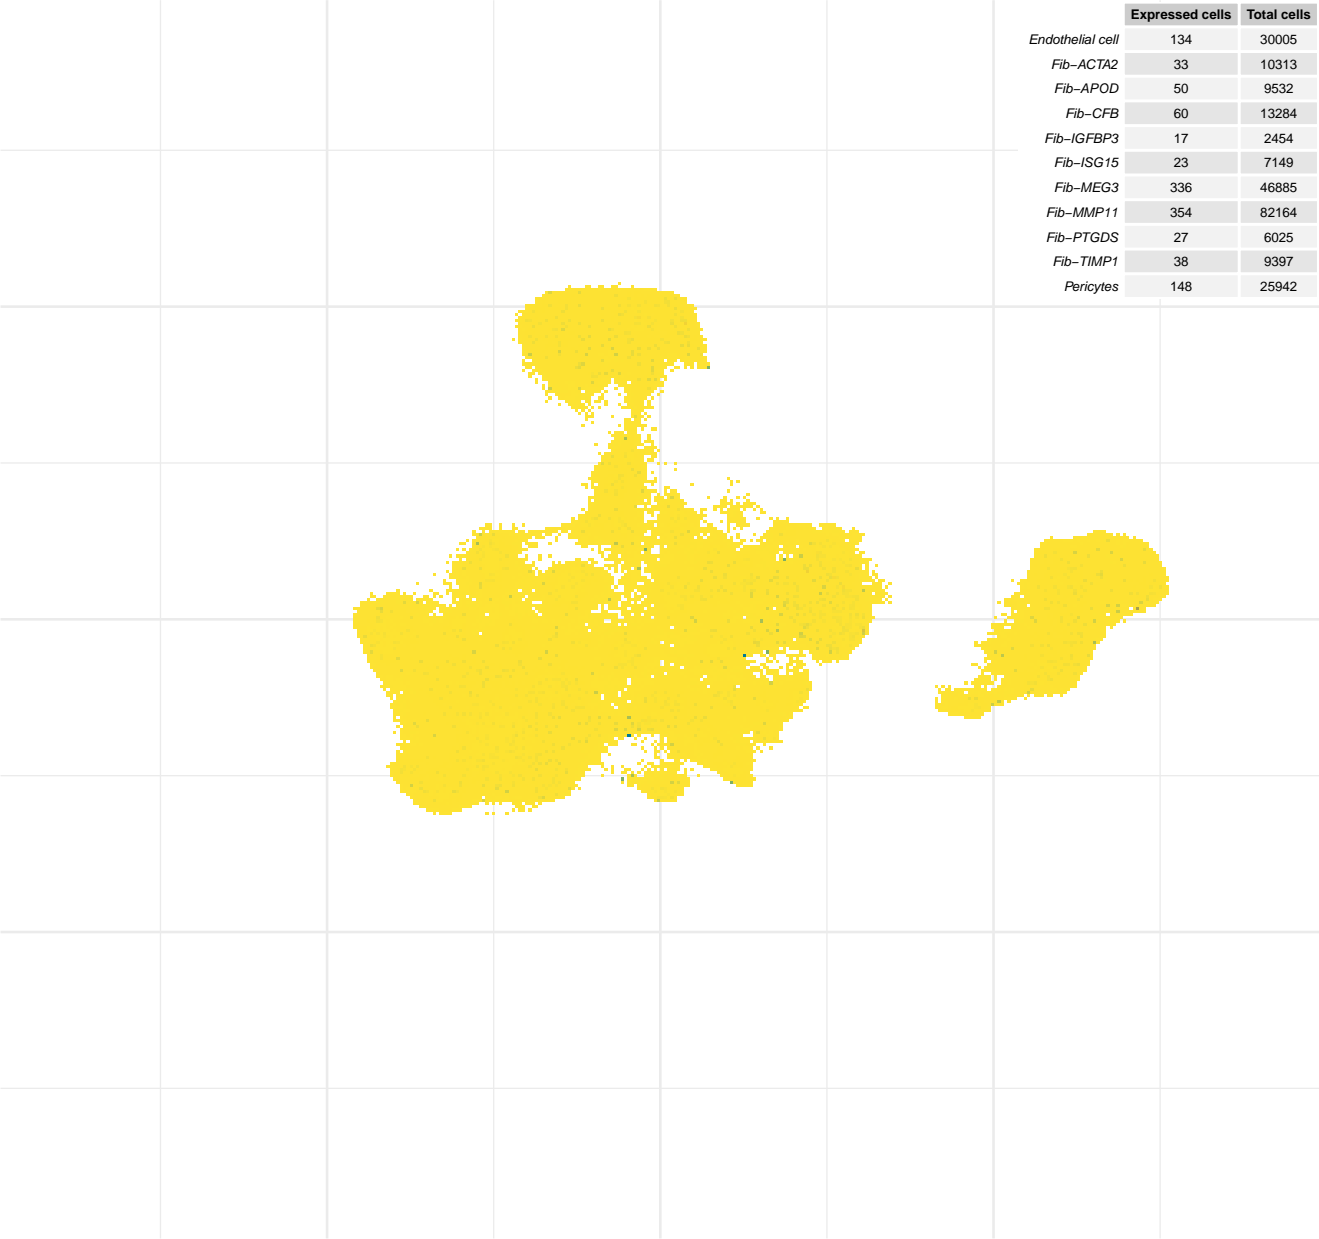 Expressed cells Total cells
Endothelial cell 134 30005
Fib−ACTA2 33 10313
Fib−APOD 50 9532
Fib−CFB 60 13284
Fib−IGFBP3 17 2454
Fib−ISG15 23 7149
Fib−MEG3 336 46885
Fib−MMP11 354 82164
Fib−PTGDS 27 6025
Fib−TIMP1 38 9397
Pericytes 148 25942